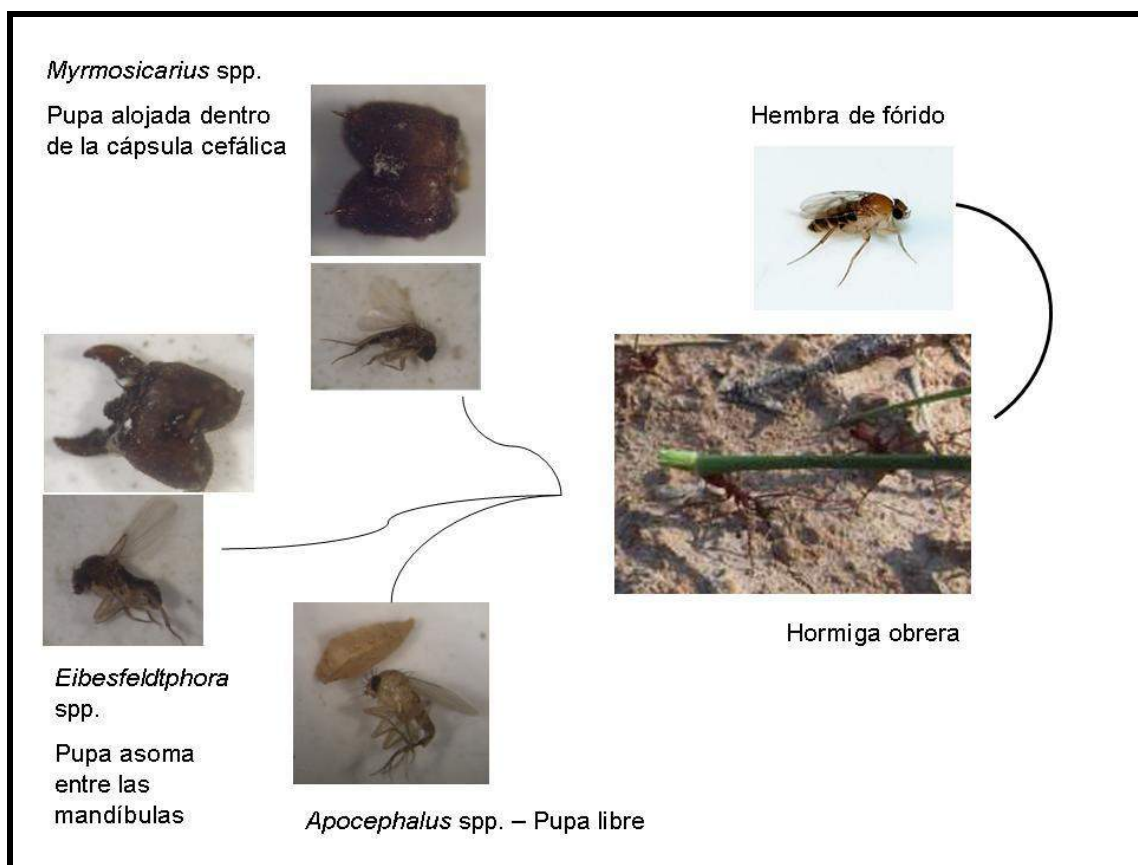 Myrmosicarius spp.
Pupa alojada dentro
de la cápsula cefálica
Hembra de fórido
Hormiga obrera
Eibesfeldtphora
spp.
Pupa asoma
entre las
mandíbulas
Apocephalus spp. – Pupa libre